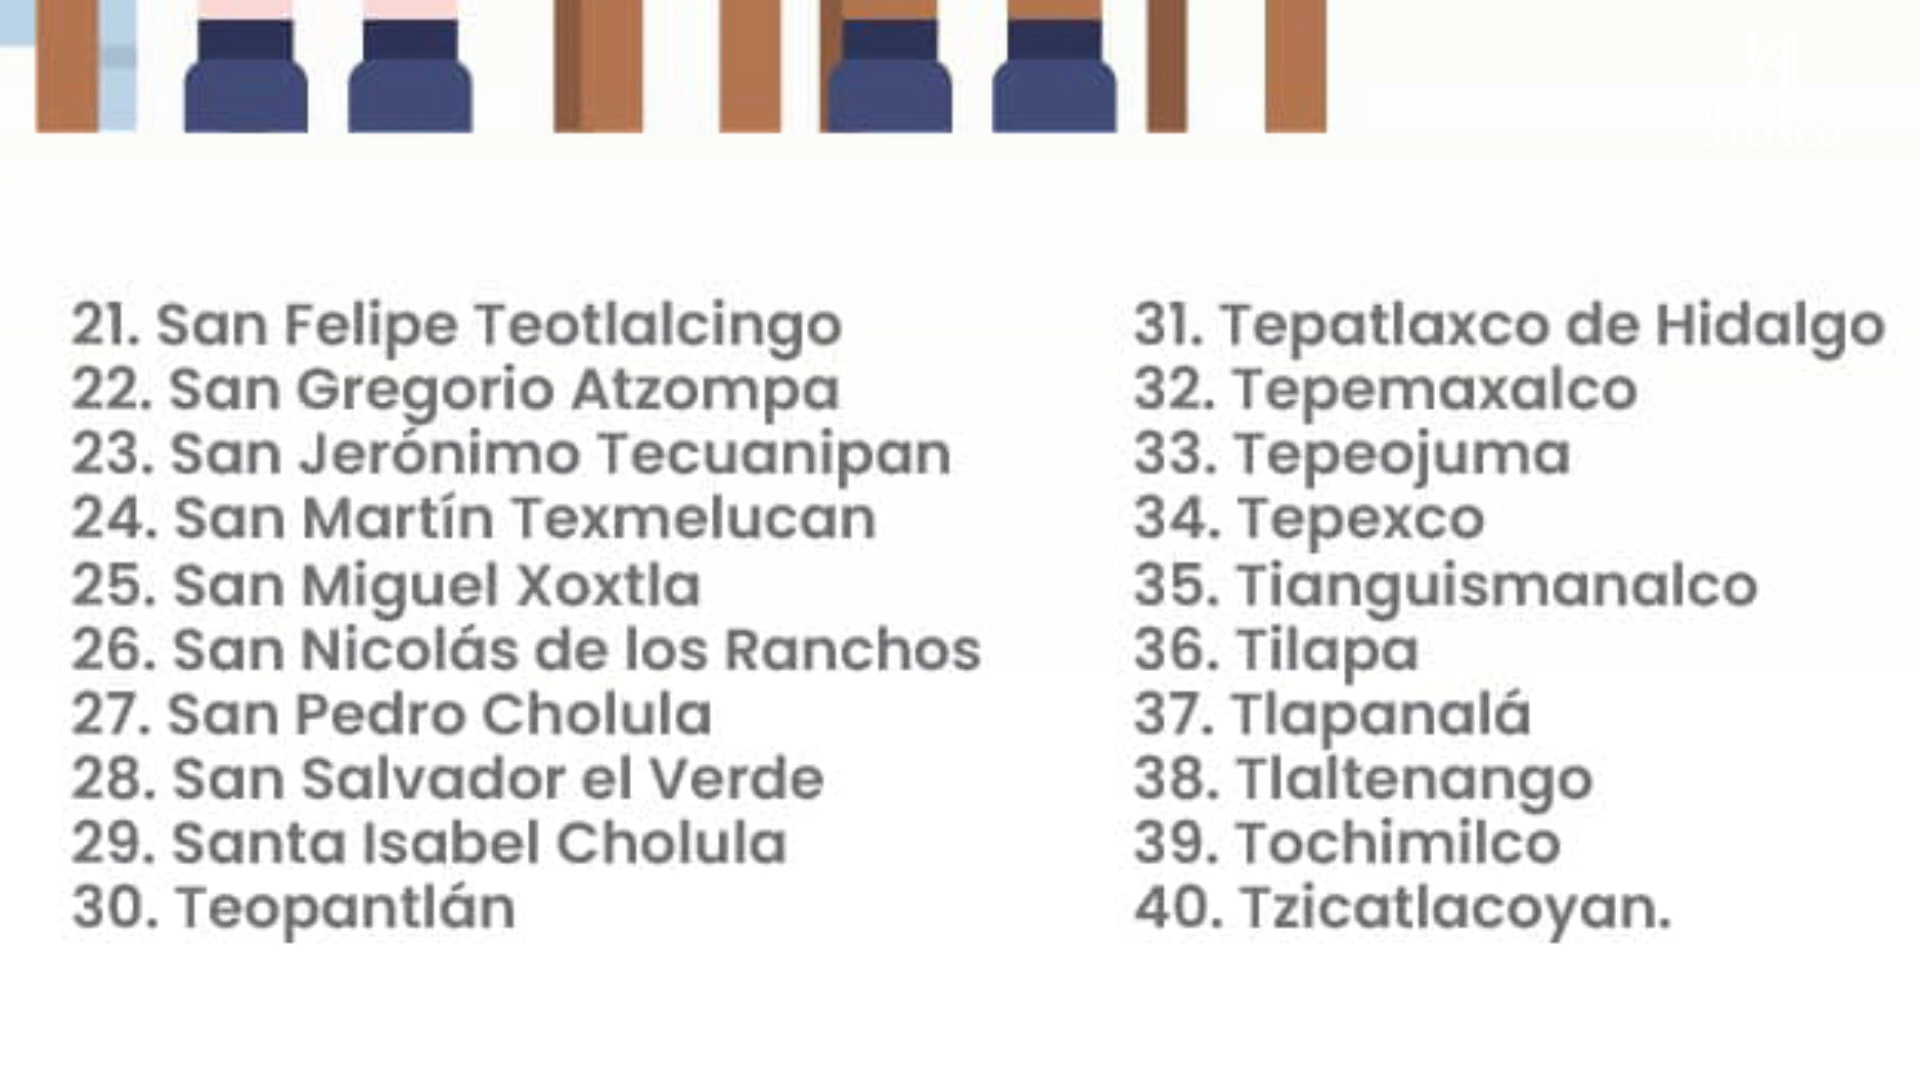 21. San Felipe Teotlalcingo
22. San Gregorio Atzompa
23. San Jerónimo Tecuanipan
24. San Martín Texmelucan
25. San Miguel Xoxtla
26. San Nicolás de los Ranchos
27. San Pedro Cholula
28. San Salvador el Verde
29. Santa Isabel Cholula
30. Teopantlán
31. Tepatlaxco de Hidalgo
32. Tepemaxalco
33. Tepeojuma
34. Tepexco
35. Tianguismanalco
36. Tilapa
37. Tlapanalá
38. Tlaltenango
39. Tochimilco
40. Tzicatlacoyan.